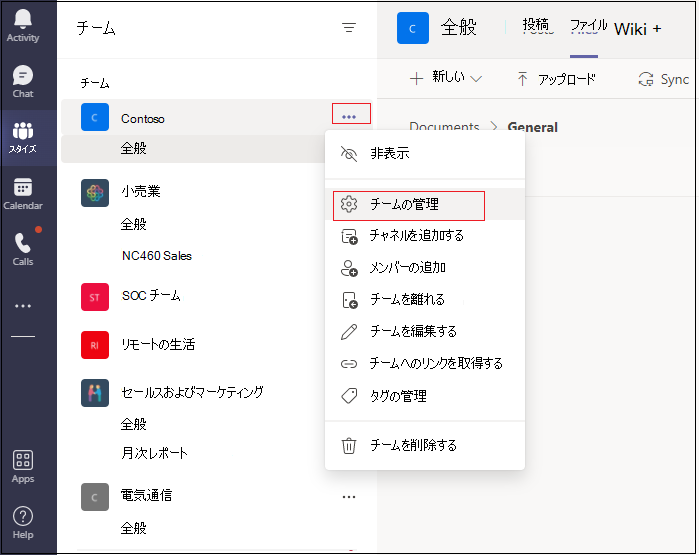 Activity
Chat
スタイズ
Calendar
Calls
Apps
Help
チーム
チーム
C Contoso
全般
小売業
全般
NC460 Sales
ST SOC チーム
RI リモートの生活
セールスおよびマーケティング
全般
月次レポート
C 電気通信
全般
C 全般 投稿 ファイル Wiki +
新しい アップロード Sync
Documents > General
非表示
チームの管理
チャネルを追加する
メンバーの追加
チームを離れる
チームを編集する
チームへのリンクを取得する
タグの管理
チームを削除する